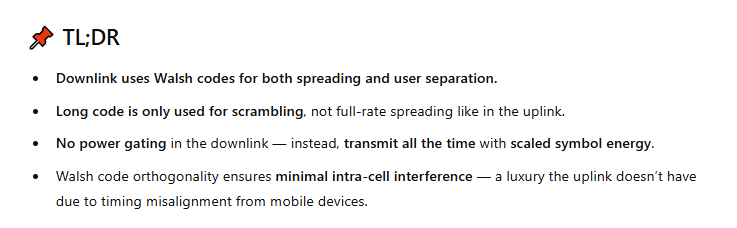 📌 TL;DR
• Downlink uses Walsh codes for both spreading and user separation.
• Long code is only used for scrambling, not full-rate spreading like in the uplink.
• No power gating in the downlink — instead, transmit all the time with scaled symbol energy.
• Walsh code orthogonality ensures minimal intra-cell interference — a luxury the uplink doesn't have
due to timing misalignment from mobile devices.